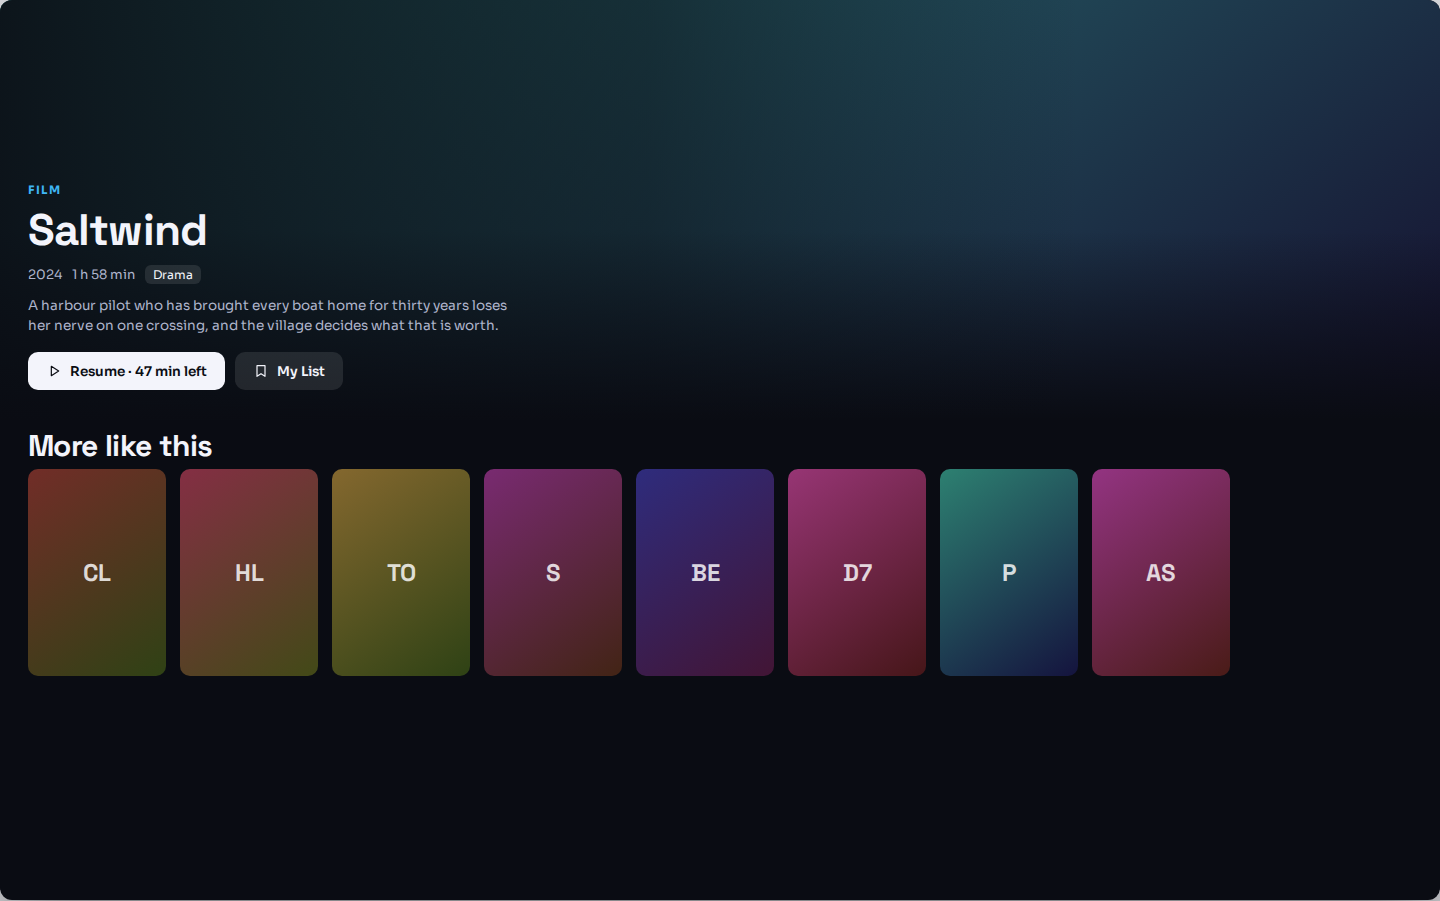 FILM
Saltwind
2024 1 h 58 min Drama
A harbour pilot who has brought every boat home for thirty years loses
her nerve on one crossing, and the village decides what that is worth.
Resume · 47 min left My List
More like this
CL HL TO S BE D7 P AS